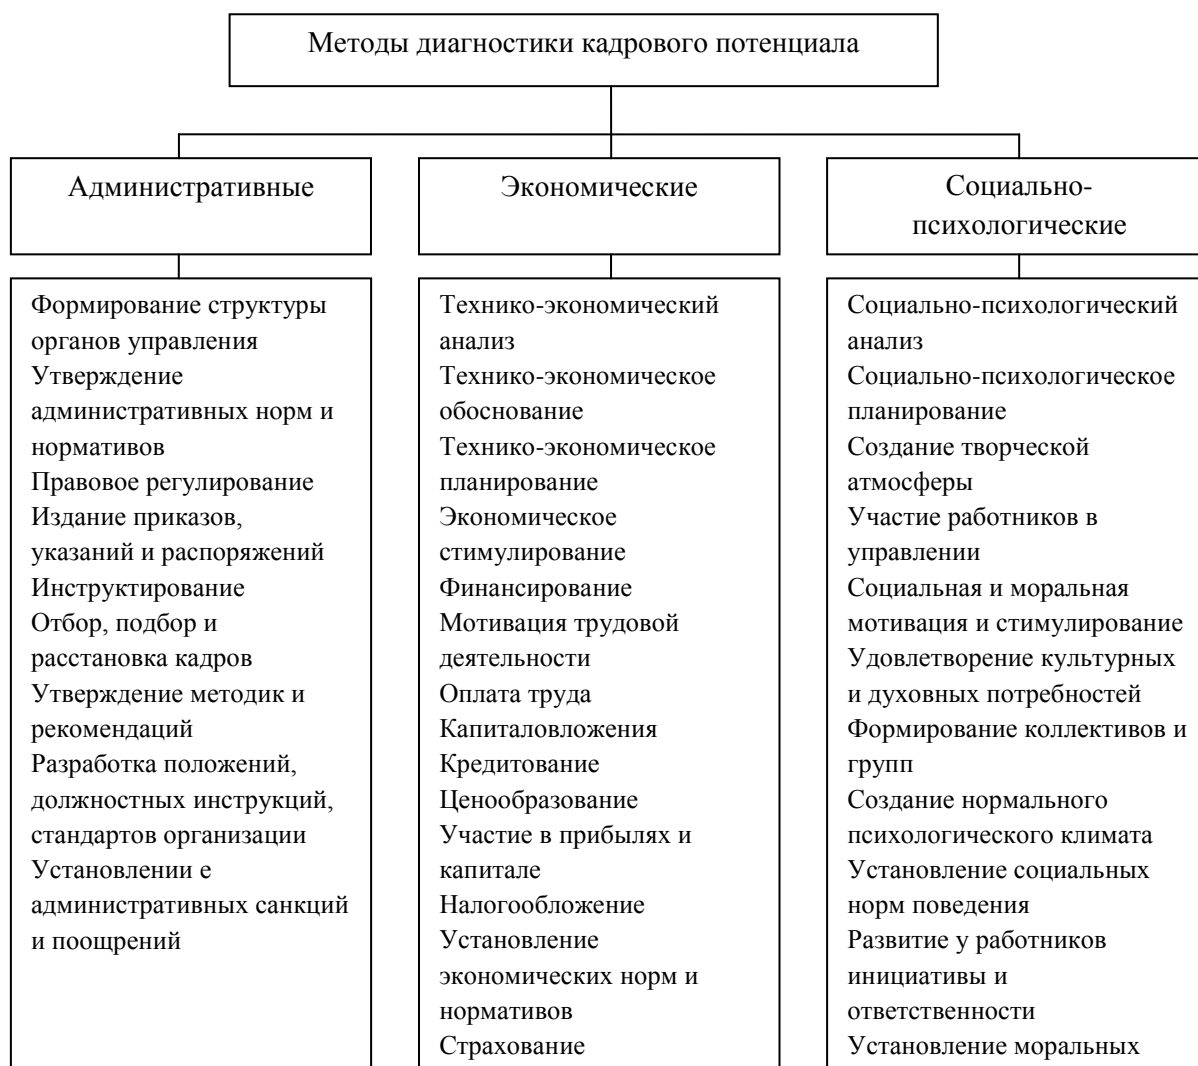 Методы диагностики кадрового потенциала
Административные
Экономические
Социально-
психологические
Формирование структуры
органов управления
Утверждение
административных норм и
нормативов
Правовое регулирование
Издание приказов,
указаний и распоряжений
Инструктирование
Отбор, подбор и
расстановка кадров
Утверждение методик и
рекомендаций
Разработка положений,
должностных инструкций,
стандартов организации
Установлении е
административных санкций
и поощрений
Технико-экономический
анализ
Технико-экономическое
обоснование
Технико-экономическое
планирование
Экономическое
стимулирование
Финансирование
Мотивация трудовой
деятельности
Оплата труда
Капиталовложения
Кредитование
Ценообразование
Участие в прибылях и
капитале
Налогообложение
Установление
экономических норм и
нормативов
Страхование
Социально-психологический
анализ
Социально-психологическое
планирование
Создание творческой
атмосферы
Участие работников в
управлении
Социальная и моральная
мотивация и стимулирование
Удовлетворение культурных
и духовных потребностей
Формирование коллективов и
групп
Создание нормального
психологического климата
Установление социальных
норм поведения
Развитие у работников
инициативы и
ответственности
Установление моральных